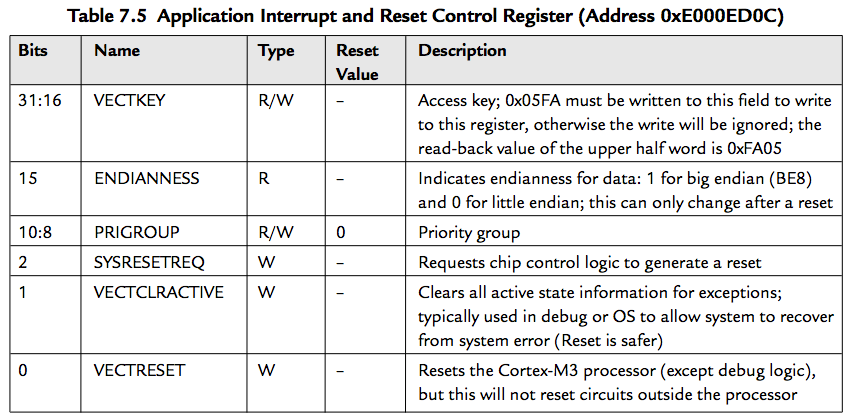 Table 7.5 Application Interrupt and Reset Control Register (Address 0xE000ED0C)
Bits Name Type Reset Value Description
31:16 VECTKEY R/W – Access key; 0x05FA must be written to this field to write
to this register, otherwise the write will be ignored; the
read-back value of the upper half word is 0xFA05
15 ENDIANNESS R – Indicates endianness for data: 1 for big endian (BE8)
and 0 for little endian; this can only change after a reset
10:8 PRIGROUP R/W 0 Priority group
2 SYSRESETREQ W – Requests chip control logic to generate a reset
1 VECTCLRACTIVE W – Clears all active state information for exceptions;
typically used in debug or OS to allow system to recover
from system error (Reset is safer)
0 VECTRESET W – Resets the Cortex-M3 processor (except debug logic),
but this will not reset circuits outside the processor